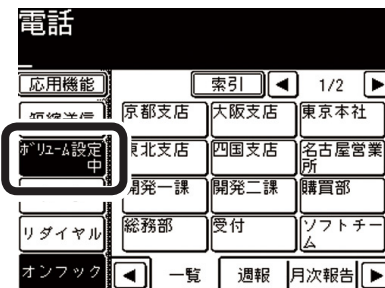 電話
応用機能
索引 ◀ 1/2 ▶
京都支店 大阪支店 東京本社
ボリューム設定中
東北支店 四国支店 名古屋営業所
開発一課 開発二課 購買部
リダイヤル
総務部 受付 ソフトチーム
オンフック
◀ 一覧 週報 月次報告 ▶